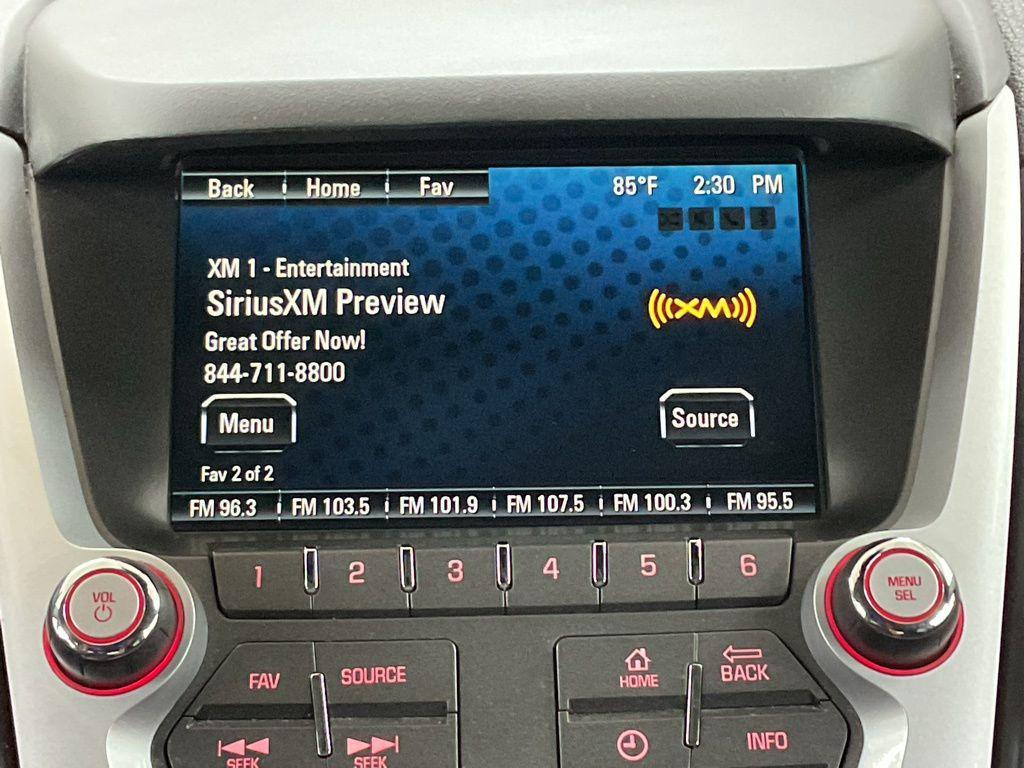 Back Home Fav 85°F 2:30 PM
XM 1 - Entertainment
SiriusXM Preview
((XM))
Great Offer Now!
844-711-8800
Menu Source
Fav 2 of 2
FM 96.3 FM 103.5 FM 101.9 FM 107.5 FM 100.3 FM 95.5
1 2 3 4 5 6
VOL
MENU
SEL
FAV SOURCE
HOME BACK
SEEK SEEK
INFO